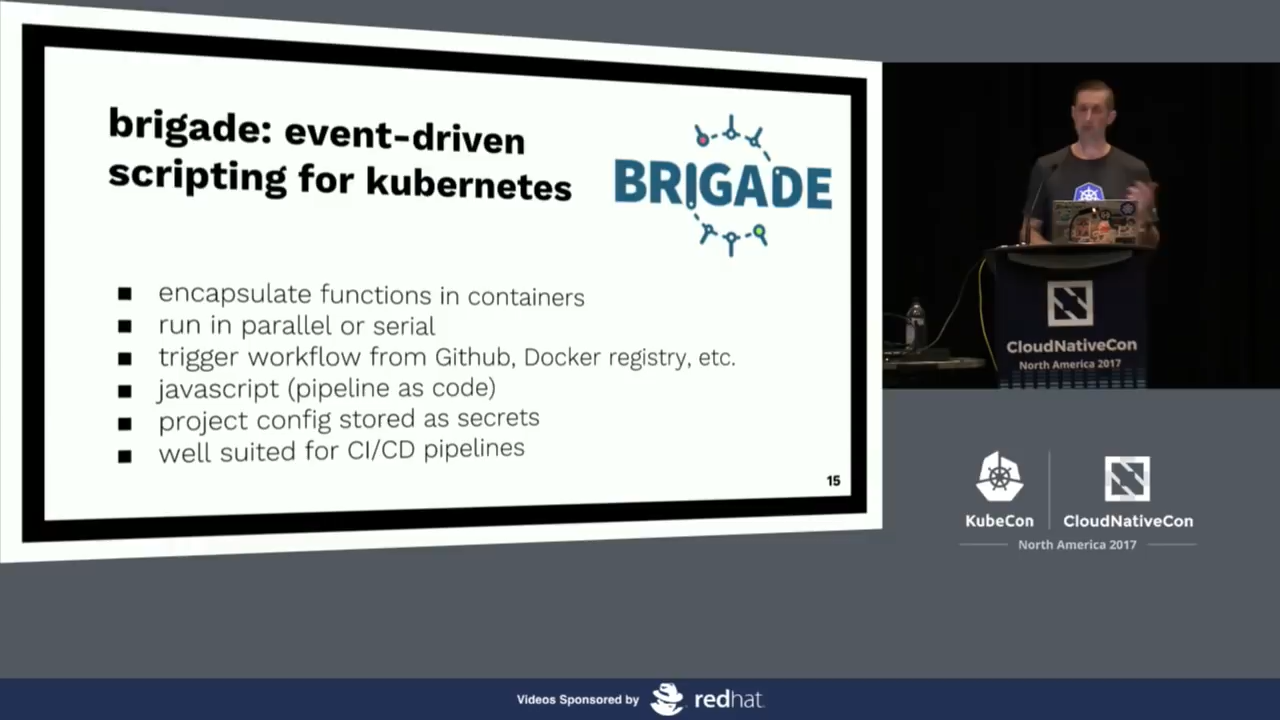 brigade: event-driven
scripting for kubernetes
BRIGADE
encapsulate functions in containers
run in parallel or serial
trigger workflow from Github, Docker registry, etc.
javascript (pipeline as code)
project config stored as secrets
well suited for CI/CD pipelines
15
CloudNativeCon
North America 2017
KubeCon
CloudNativeCon
North America 2017
Videos Sponsored by
redhat